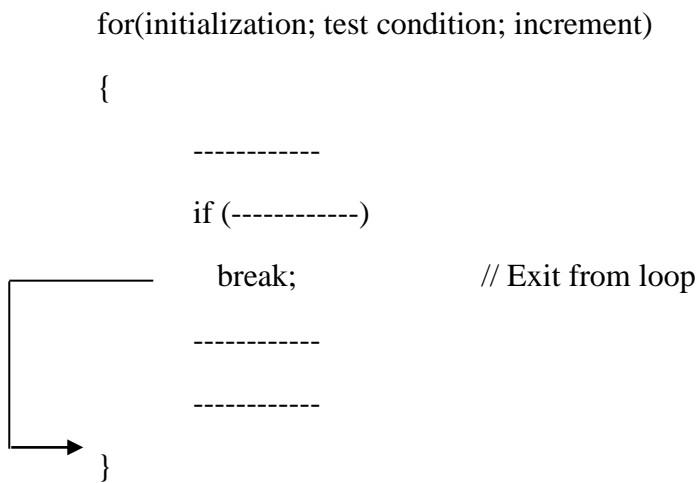 for(initialization; test condition; increment)
{
------------
if (------------)
break; // Exit from loop
------------
------------
}